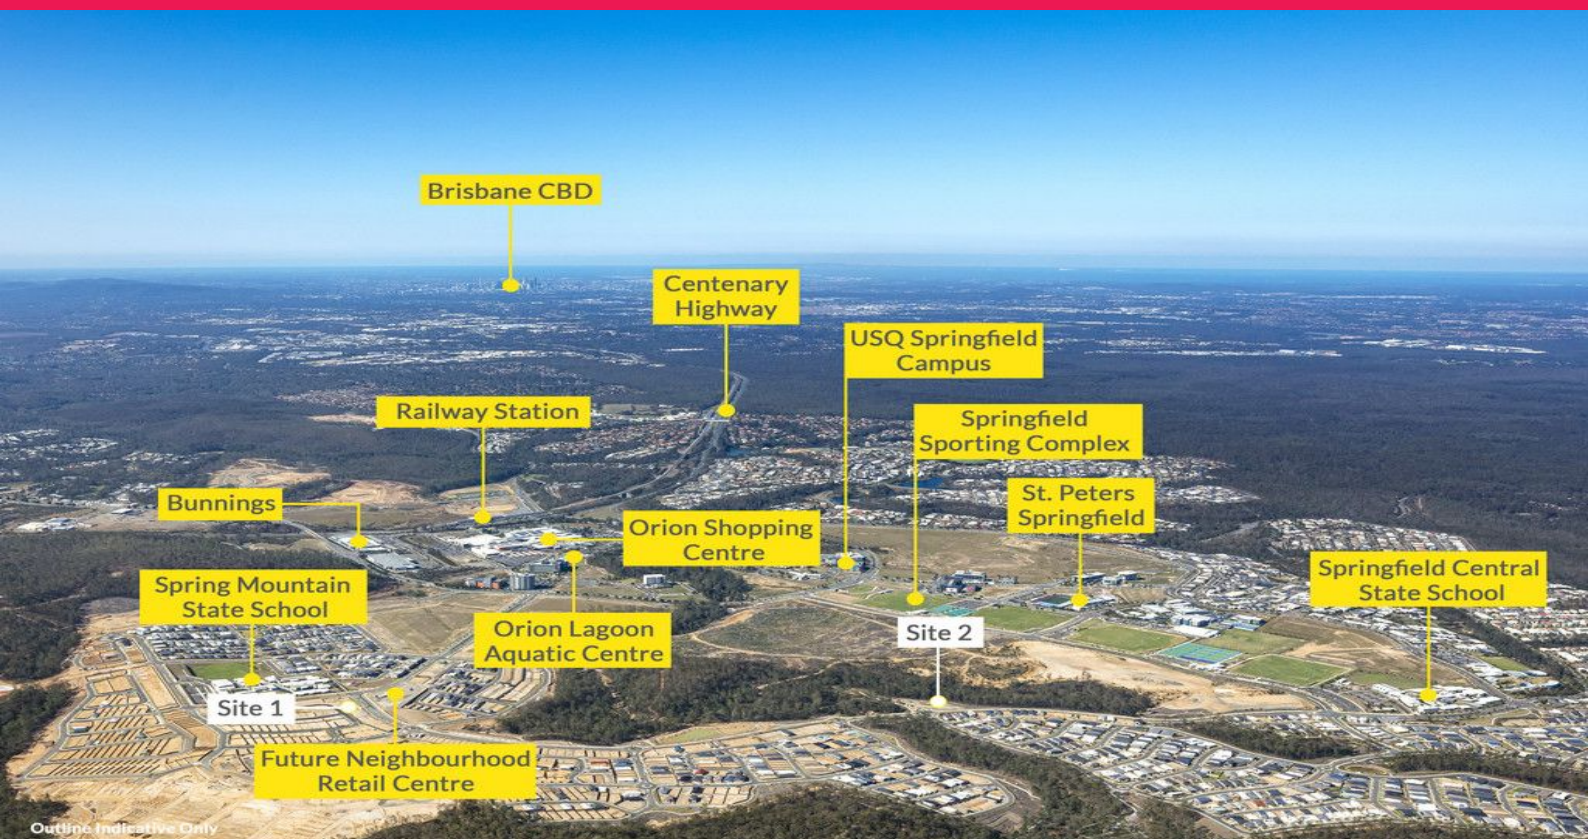 Brisbane CBD
Centenary
Highway
USQ Springfield
Campus
Railway Station
Springfield
Sporting Complex
Bunnings
St. Peters
Springfield
Orion Shopping
Centre
Spring Mountain
State School
Springfield Central
State School
Orion Lagoon
Aquatic Centre
Site 2
Site 1
Future Neighbourhood
Retail Centre
Outline Indicative Only